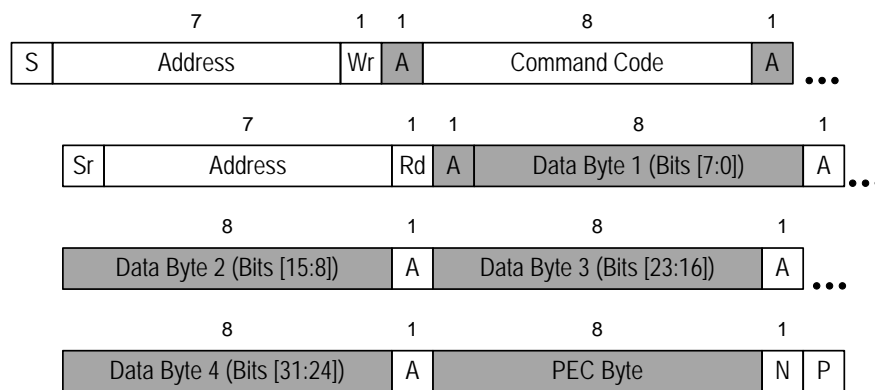 7 1 1 8 1
S Address Wr A Command Code A •••
7 1 1 8 1
Sr Address Rd A Data Byte 1 (Bits [7:0]) A •••
8 1 8 1
Data Byte 2 (Bits [15:8]) A Data Byte 3 (Bits [23:16]) A •••
8 1 8 1
Data Byte 4 (Bits [31:24]) A PEC Byte N P